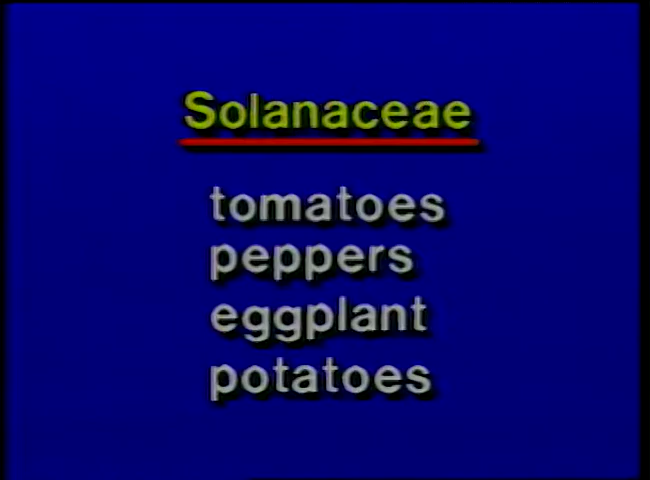 Solanaceae
tomatoes
peppers
eggplant
potatoes